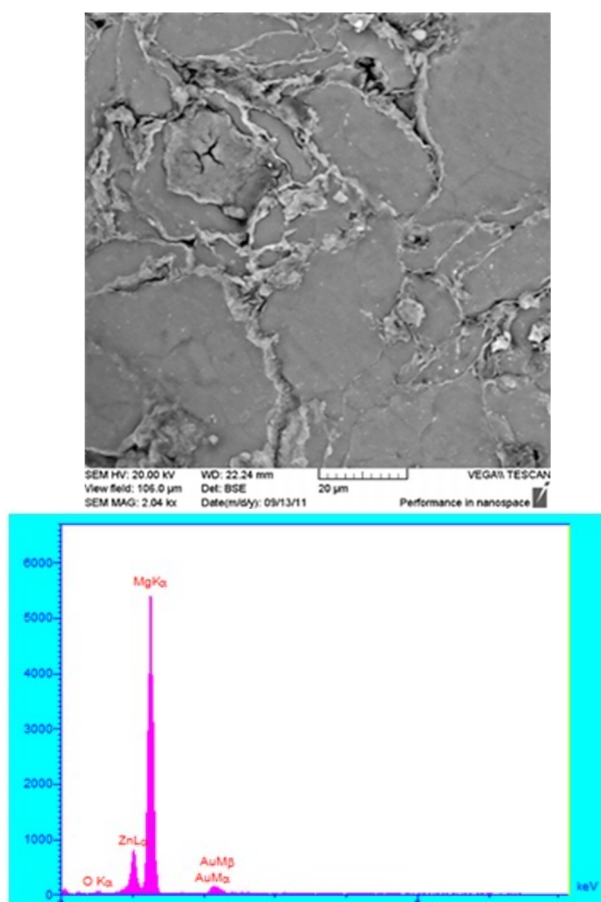 SEM HV: 20.00 kV WD: 22.24 mm VEGA\\ TESCAN
View field: 106.0 µm Det: BSE 20 µm
SEM MAG: 2.04 kx Date(m/d/y): 09/13/11 Performance in nanospace
6000
MgKα
5000
4000
3000
2000
1000
ZnLα
O Kα
AuMβ
AuMα
0
keV